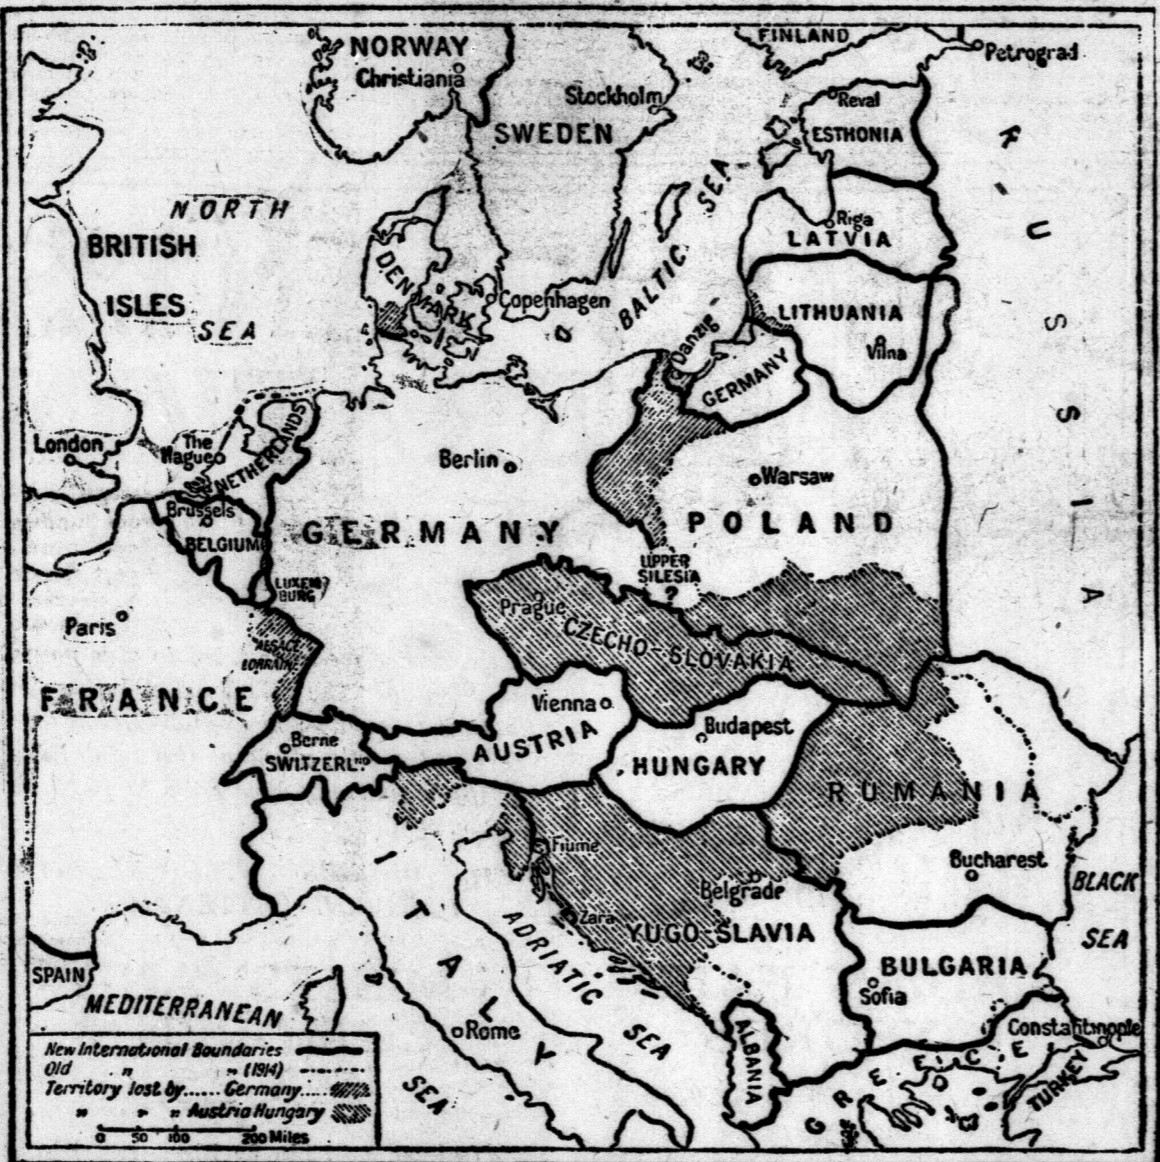 NORWAY
Christiania
FINLAND
Petrograd
Stockholm
SWEDEN
Reval
ESTHONIA
RUSSIA
NORTH
SEA
BRITISH
ISLES
DENMARK
Copenhagen
BALTIC SEA
Riga
LATVIA
LITHUANIA
Vilna
Danzig
GERMANY
London
The
Hague
NETHERLANDS
Berlin
Warsaw
Brussels
BELGIUM
GERMANY
POLAND
LUXEM
BURG
UPPER
SILESIA
?
Paris
Prague
CZECHO-SLOVAKIA
ALSACE
LORRAINE
FRANCE
Vienna
Budapest
Berne
SWITZERLND
AUSTRIA
HUNGARY
RUMANIA
ITALY
Fiume
Bucharest
BLACK
SEA
Belgrade
Zara
ADRIATIC
SEA
YUGO-SLAVIA
SPAIN
BULGARIA
Sofia
MEDITERRANEAN
SEA
Rome
ALBANIA
GREECE
Constantinople
TURKEY
New International Boundaries
Old " " (1914)
Territory lost by...... Germany.....
" " " Austria Hungary
0 50 100 200 Miles